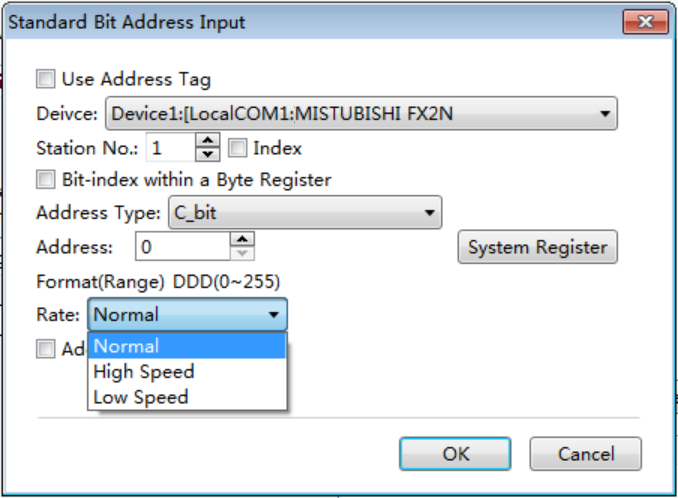 Standard Bit Address Input
Use Address Tag
Deivce: Device1:[LocalCOM1:MISTUBISHI FX2N
Station No.: 1 Index
Bit-index within a Byte Register
Address Type: C_bit
Address: 0 System Register
Format(Range) DDD(0~255)
Rate: Normal
Normal
Ad
High Speed
Low Speed
OK Cancel